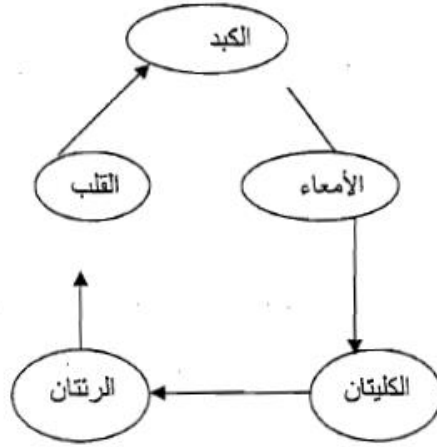 الكبد
القلب
الأمعاء
الرئتان
الكليتان